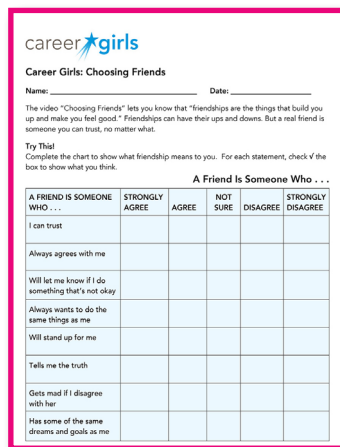 career girls
Career Girls: Choosing Friends
Name: Date:
The video "Choosing Friends" lets you know that "friendships are the things that build you
up and make you feel good." Friendships can have their ups and downs. But a real friend is
someone you can trust, no matter what.
Try This!
Complete the chart to show what friendship means to you. For each statement, check √ the
box to show what you think.
A Friend Is Someone Who . . .
A FRIEND IS SOMEONE WHO . . .
STRONGLY AGREE
AGREE
NOT SURE
DISAGREE
STRONGLY DISAGREE
I can trust
Always agrees with me
Will let me know if I do
something that's not okay
Always wants to do the
same things as me
Will stand up for me
Tells me the truth
Gets mad if I disagree
with her
Has some of the same
dreams and goals as me